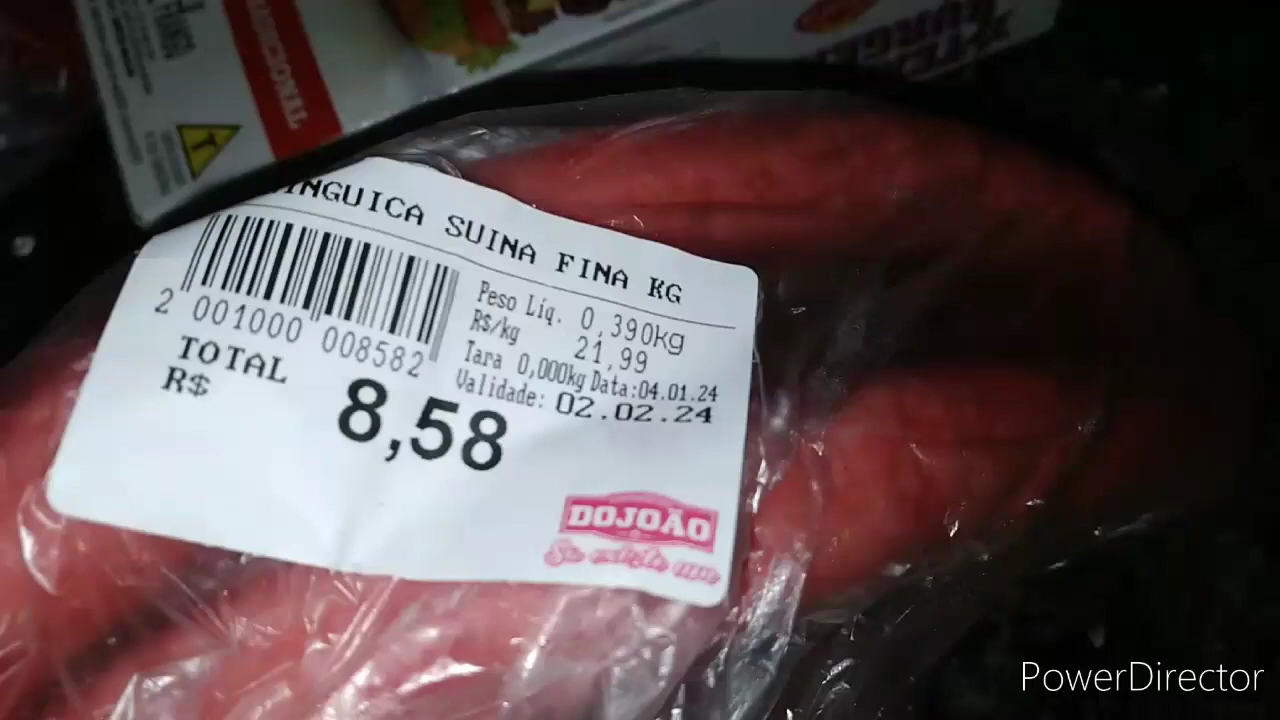 TRADICIONAL
T
INGUICA SUINA FINA KG
Peso Líq. 0,390kg
R$/kg 21,99
Tara 0,000kg Data:04.01.24
Validade: 02.02.24
2 001000 008582
TOTAL
R$ 8,58
DOJOÃO
PowerDirector